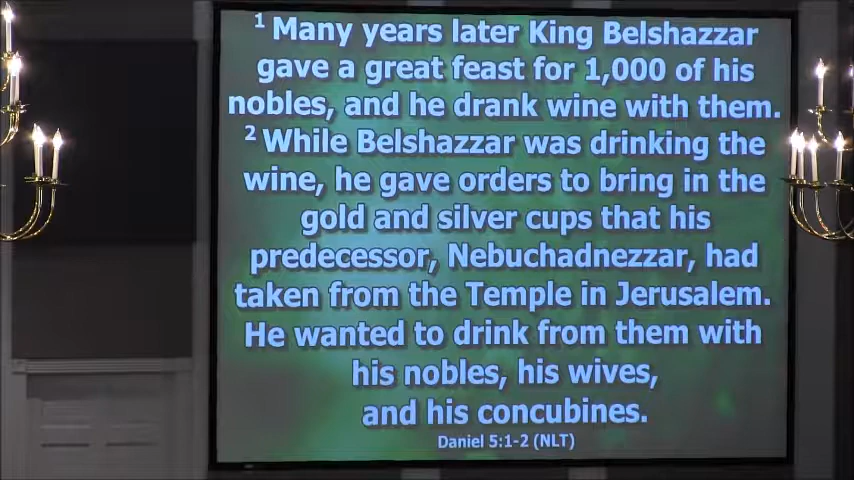 1 Many years later King Belshazzar
gave a great feast for 1,000 of his
nobles, and he drank wine with them.
2 While Belshazzar was drinking the
wine, he gave orders to bring in the
gold and silver cups that his
predecessor, Nebuchadnezzar, had
taken from the Temple in Jerusalem.
He wanted to drink from them with
his nobles, his wives,
and his concubines.
Daniel 5:1-2 (NLT)